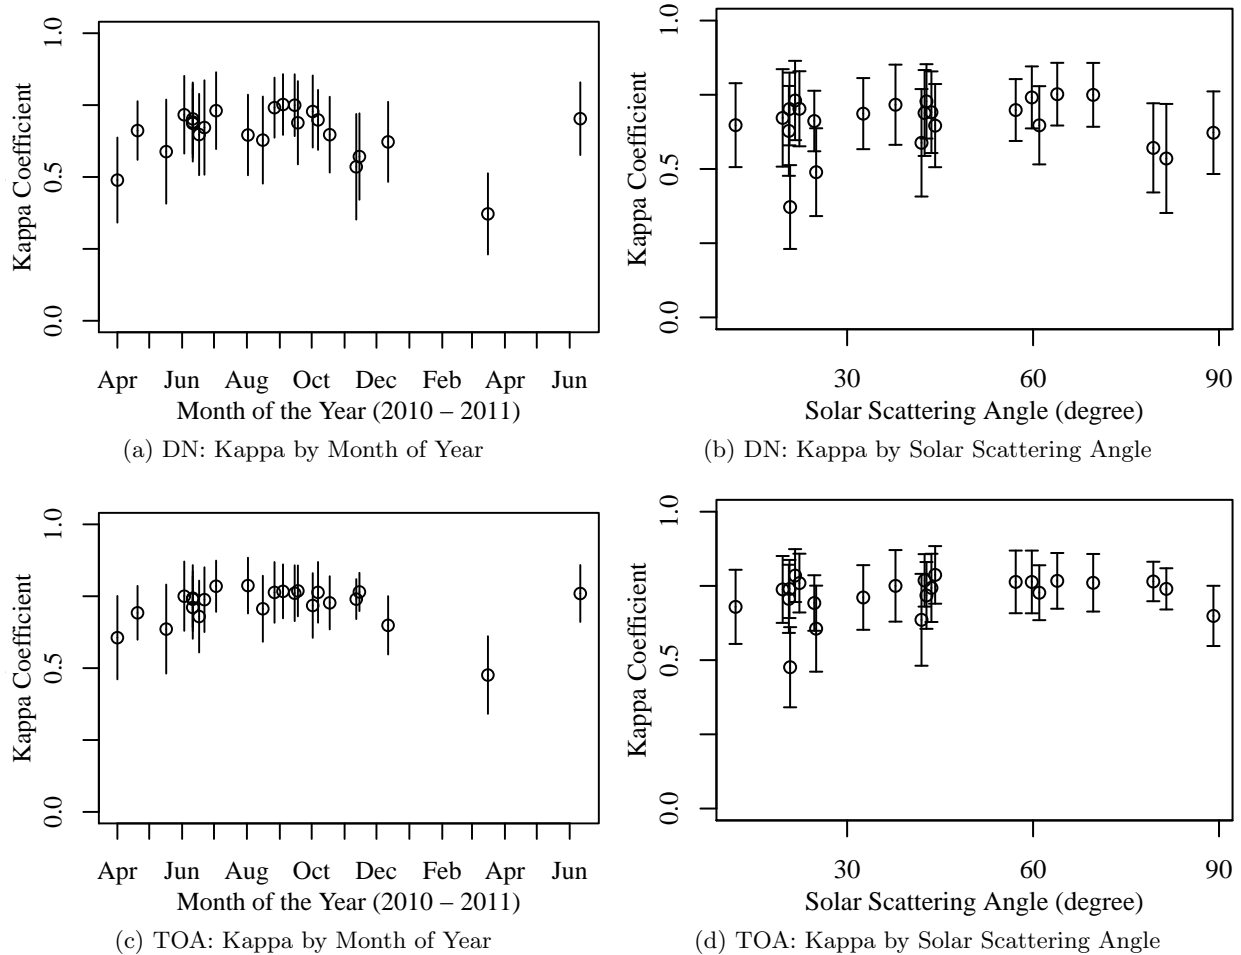 Kappa Coefficient
0.0 0.5 1.0
Apr Jun Aug Oct Dec Feb Apr Jun
Month of the Year (2010 – 2011)
(a) DN: Kappa by Month of Year
Kappa Coefficient
0.0 0.5 1.0
30 60 90
Solar Scattering Angle (degree)
(b) DN: Kappa by Solar Scattering Angle
Kappa Coefficient
0.0 0.5 1.0
Apr Jun Aug Oct Dec Feb Apr Jun
Month of the Year (2010 – 2011)
(c) TOA: Kappa by Month of Year
Kappa Coefficient
0.0 0.5 1.0
30 60 90
Solar Scattering Angle (degree)
(d) TOA: Kappa by Solar Scattering Angle